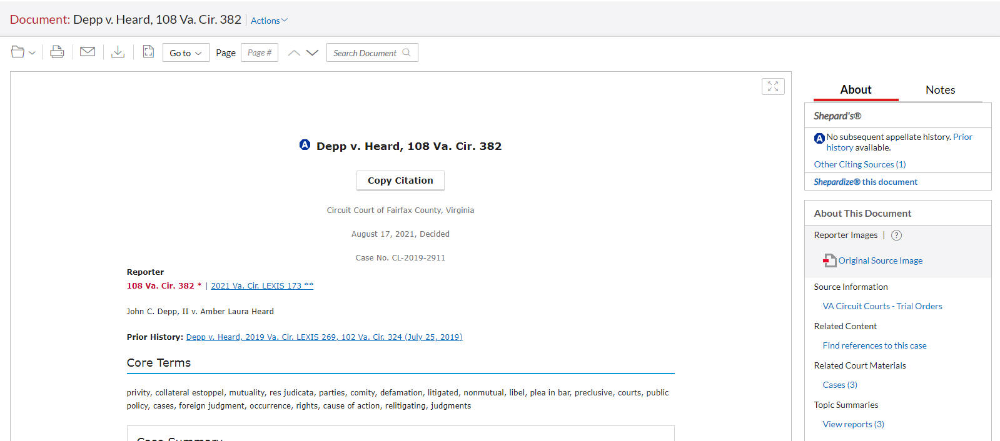 Document: Depp v. Heard, 108 Va. Cir. 382 Actions
Go to Page Page # Search Document
About Notes
Shepard's®
A No subsequent appellate history. Prior
history available.
Other Citing Sources (1)
Shepardize® this document
A Depp v. Heard, 108 Va. Cir. 382
Copy Citation
Circuit Court of Fairfax County, Virginia
August 17, 2021, Decided
Case No. CL-2019-2911
Reporter
108 Va. Cir. 382 * | 2021 Va. Cir. LEXIS 173 **
John C. Depp, II v. Amber Laura Heard
Prior History: Depp v. Heard, 2019 Va. Cir. LEXIS 269, 102 Va. Cir. 324 (July 25, 2019)
Core Terms
privity, collateral estoppel, mutuality, res judicata, parties, comity, defamation, litigated, nonmutual, libel, plea in bar, preclusive, courts, public
policy, cases, foreign judgment, occurrence, rights, cause of action, relitigating, judgments
Case Summary
About This Document
Reporter Images | ?
Original Source Image
Source Information
VA Circuit Courts - Trial Orders
Related Content
Find references to this case
Related Court Materials
Cases (3)
Topic Summaries
View reports (3)